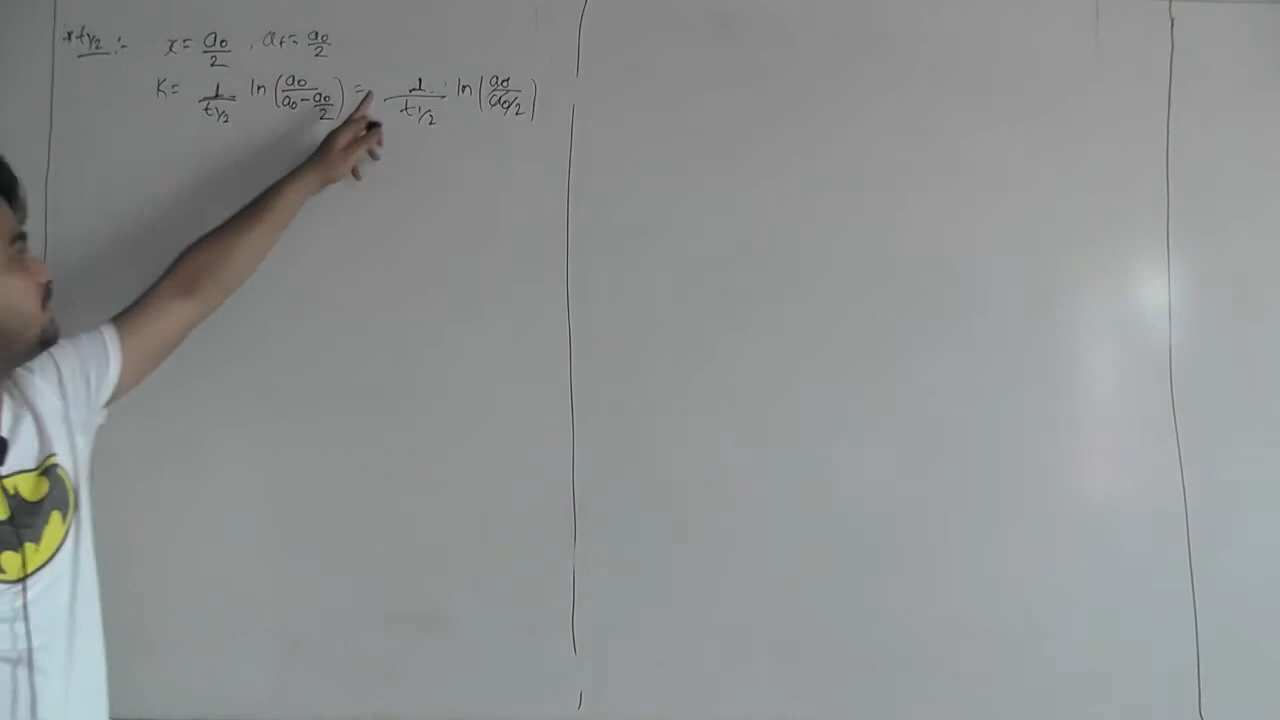 * t1/2 :- x = a0/2 , at = a0/2
K = 1/t1/2 ln(a0/(a0 - a0/2)) = 1/t1/2 ln(a0/(a0/2))